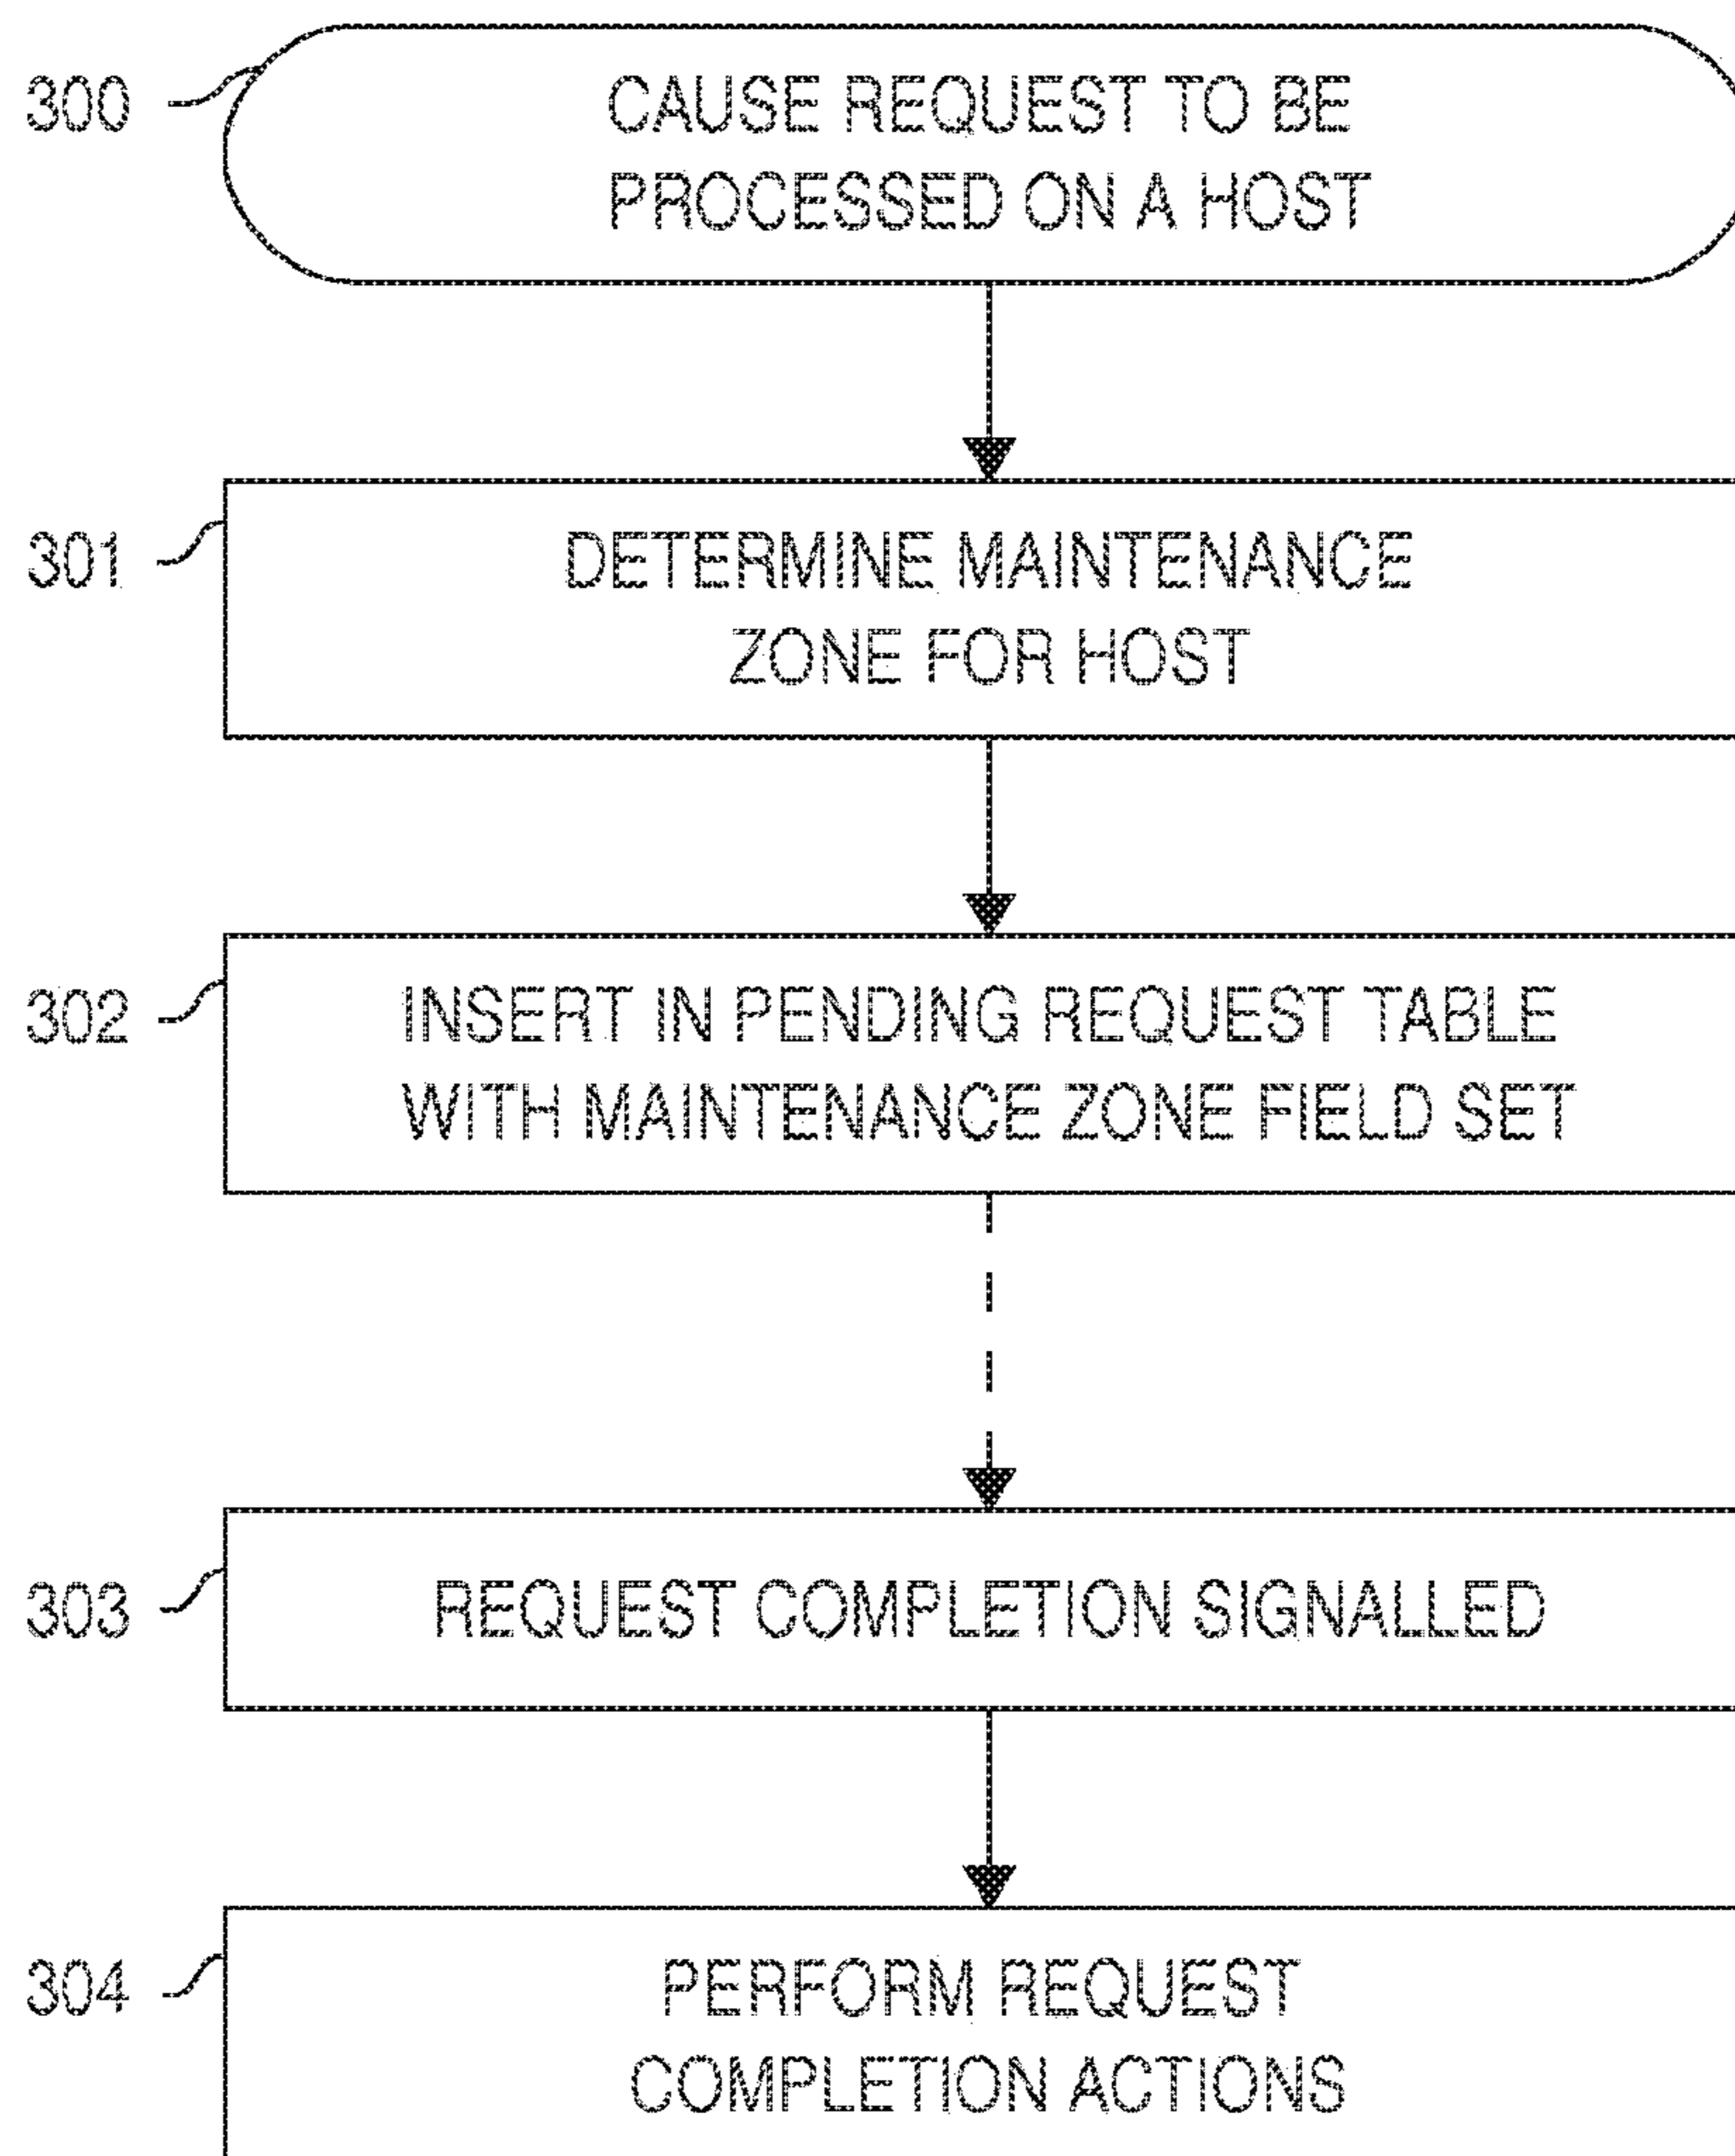 300
CAUSE REQUEST TO BE
PROCESSED ON A HOST
301
DETERMINE MAINTENANCE
ZONE FOR HOST
302
INSERT IN PENDING REQUEST TABLE
WITH MAINTENANCE ZONE FIELD SET
303
REQUEST COMPLETION SIGNALLED
304
PERFORM REQUEST
COMPLETION ACTIONS